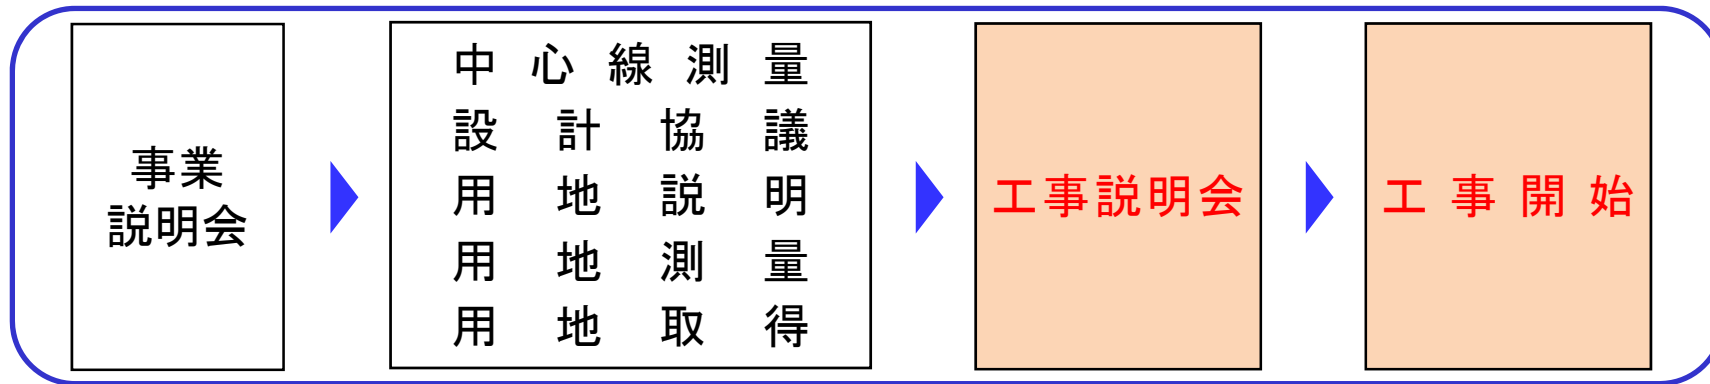 事業
説明会
中心線測量
設計協議
用地説明
用地測量
用地取得
工事説明会
工事開始